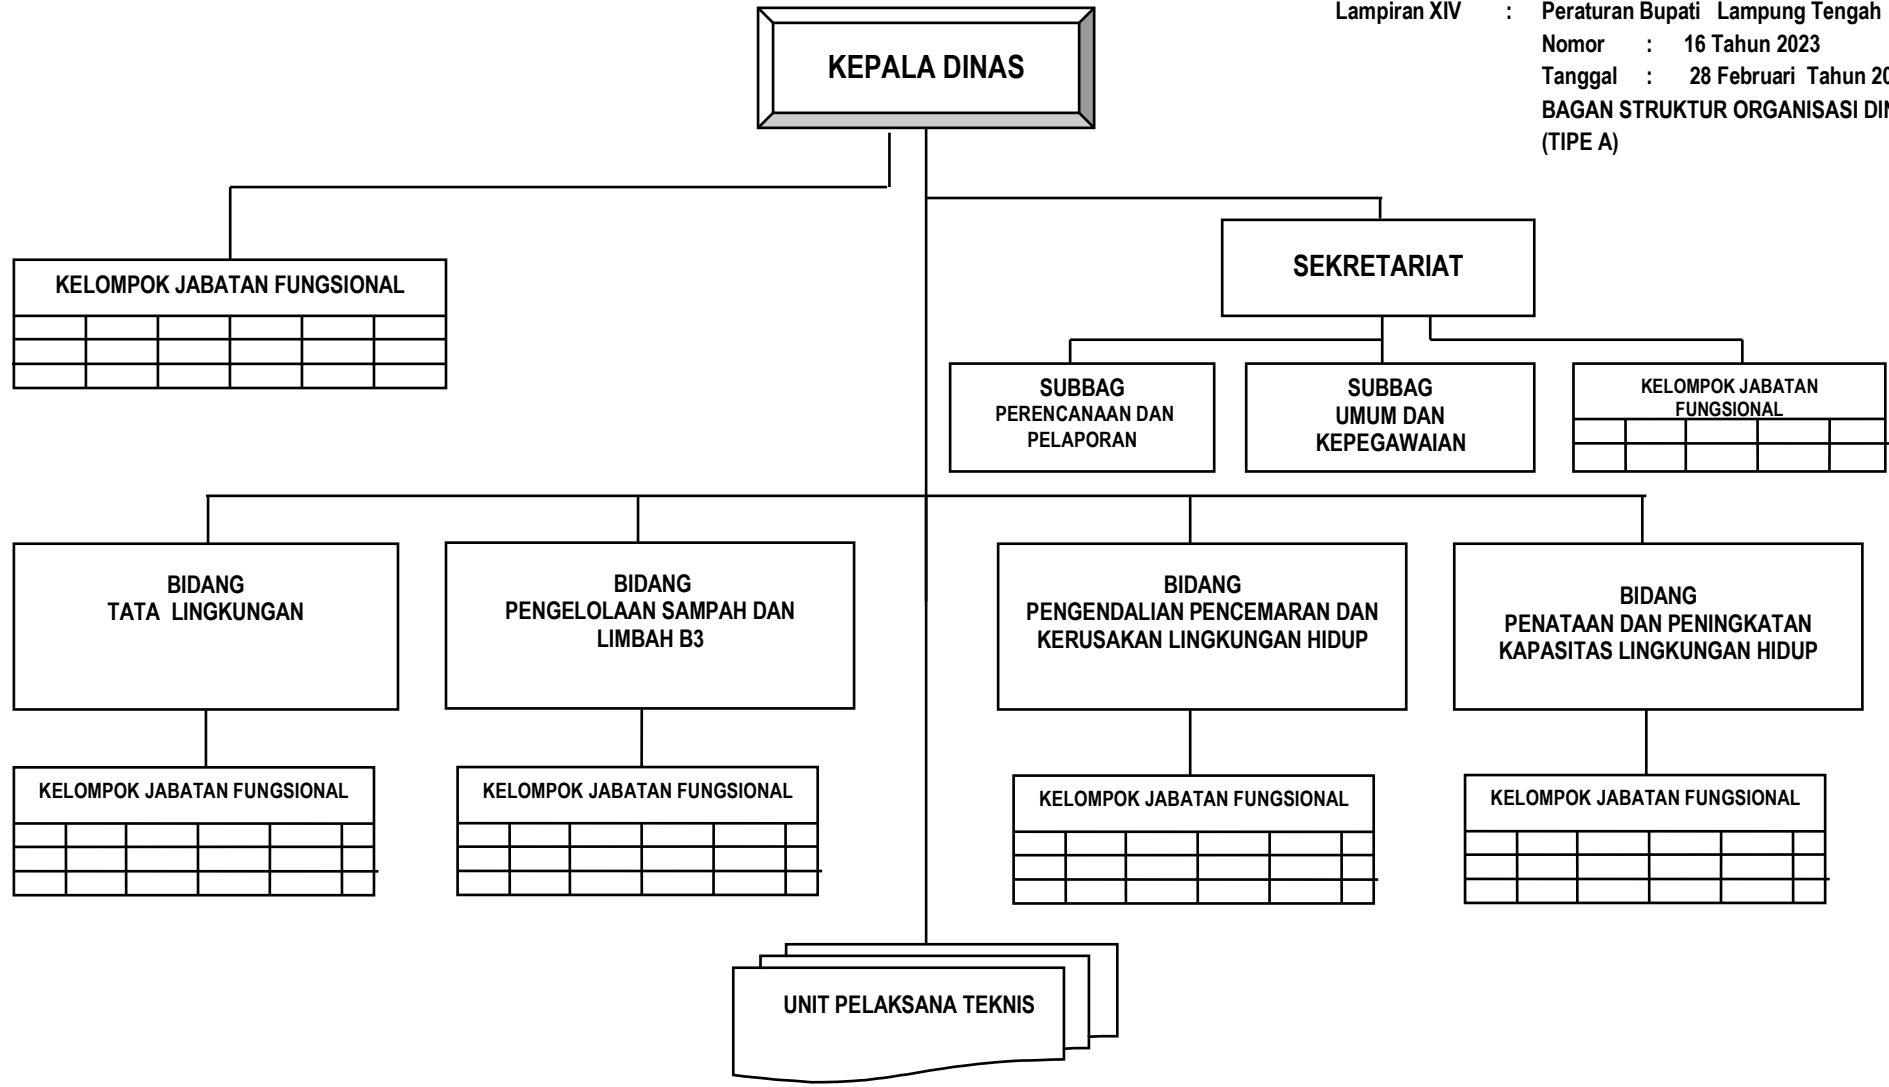 Lampiran XIV : Peraturan Bupati Lampung Tengah
Nomor : 16 Tahun 2023
Tanggal : 28 Februari Tahun
BAGAN STRUKTUR ORGANISASI
(TIPE A)
KEPALA DINAS
KELOMPOK JABATAN FUNGSIONAL
SEKRETARIAT
SUBBAG
PERENCANAAN DAN
PELAPORAN
SUBBAG
UMUM DAN
KEPEGAWAIAN
KELOMPOK JABATAN
FUNGSIONAL
BIDANG
TATA LINGKUNGAN
BIDANG
PENGELOLAAN SAMPAH DAN
LIMBAH B3
BIDANG
PENGENDALIAN PENCEMARAN DAN
KERUSAKAN LINGKUNGAN HIDUP
BIDANG
PENATAAN DAN PENINGKATAN
KAPASITAS LINGKUNGAN HIDUP
KELOMPOK JABATAN FUNGSIONAL
KELOMPOK JABATAN FUNGSIONAL
KELOMPOK JABATAN FUNGSIONAL
KELOMPOK JABATAN FUNGSIONAL
UNIT PELAKSANA TEKNIS